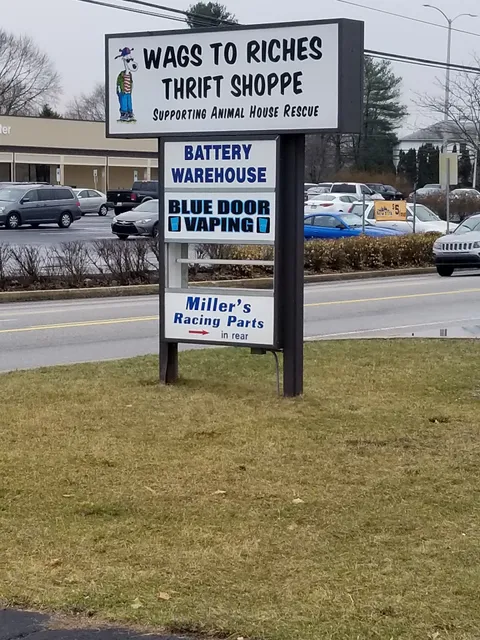 WAGS TO RICHES
THRIFT SHOPPE
SUPPORTING ANIMAL HOUSE RESCUE
BATTERY
WAREHOUSE
BLUE DOOR
VAPING
Miller's
Racing Parts
in rear